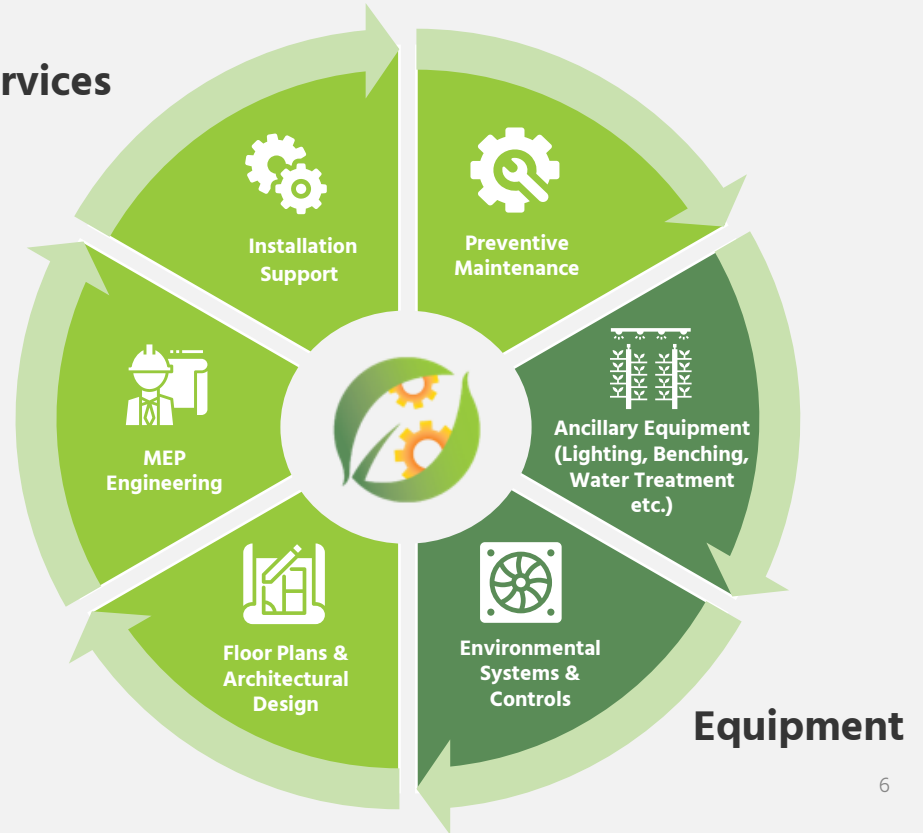 rvices
Installation
Support
Preventive
Maintenance
MEP
Engineering
Ancillary Equipment
(Lighting, Benching,
Water Treatment
etc.)
Floor Plans &
Architectural
Design
Environmental
Systems &
Controls
Equipment
6